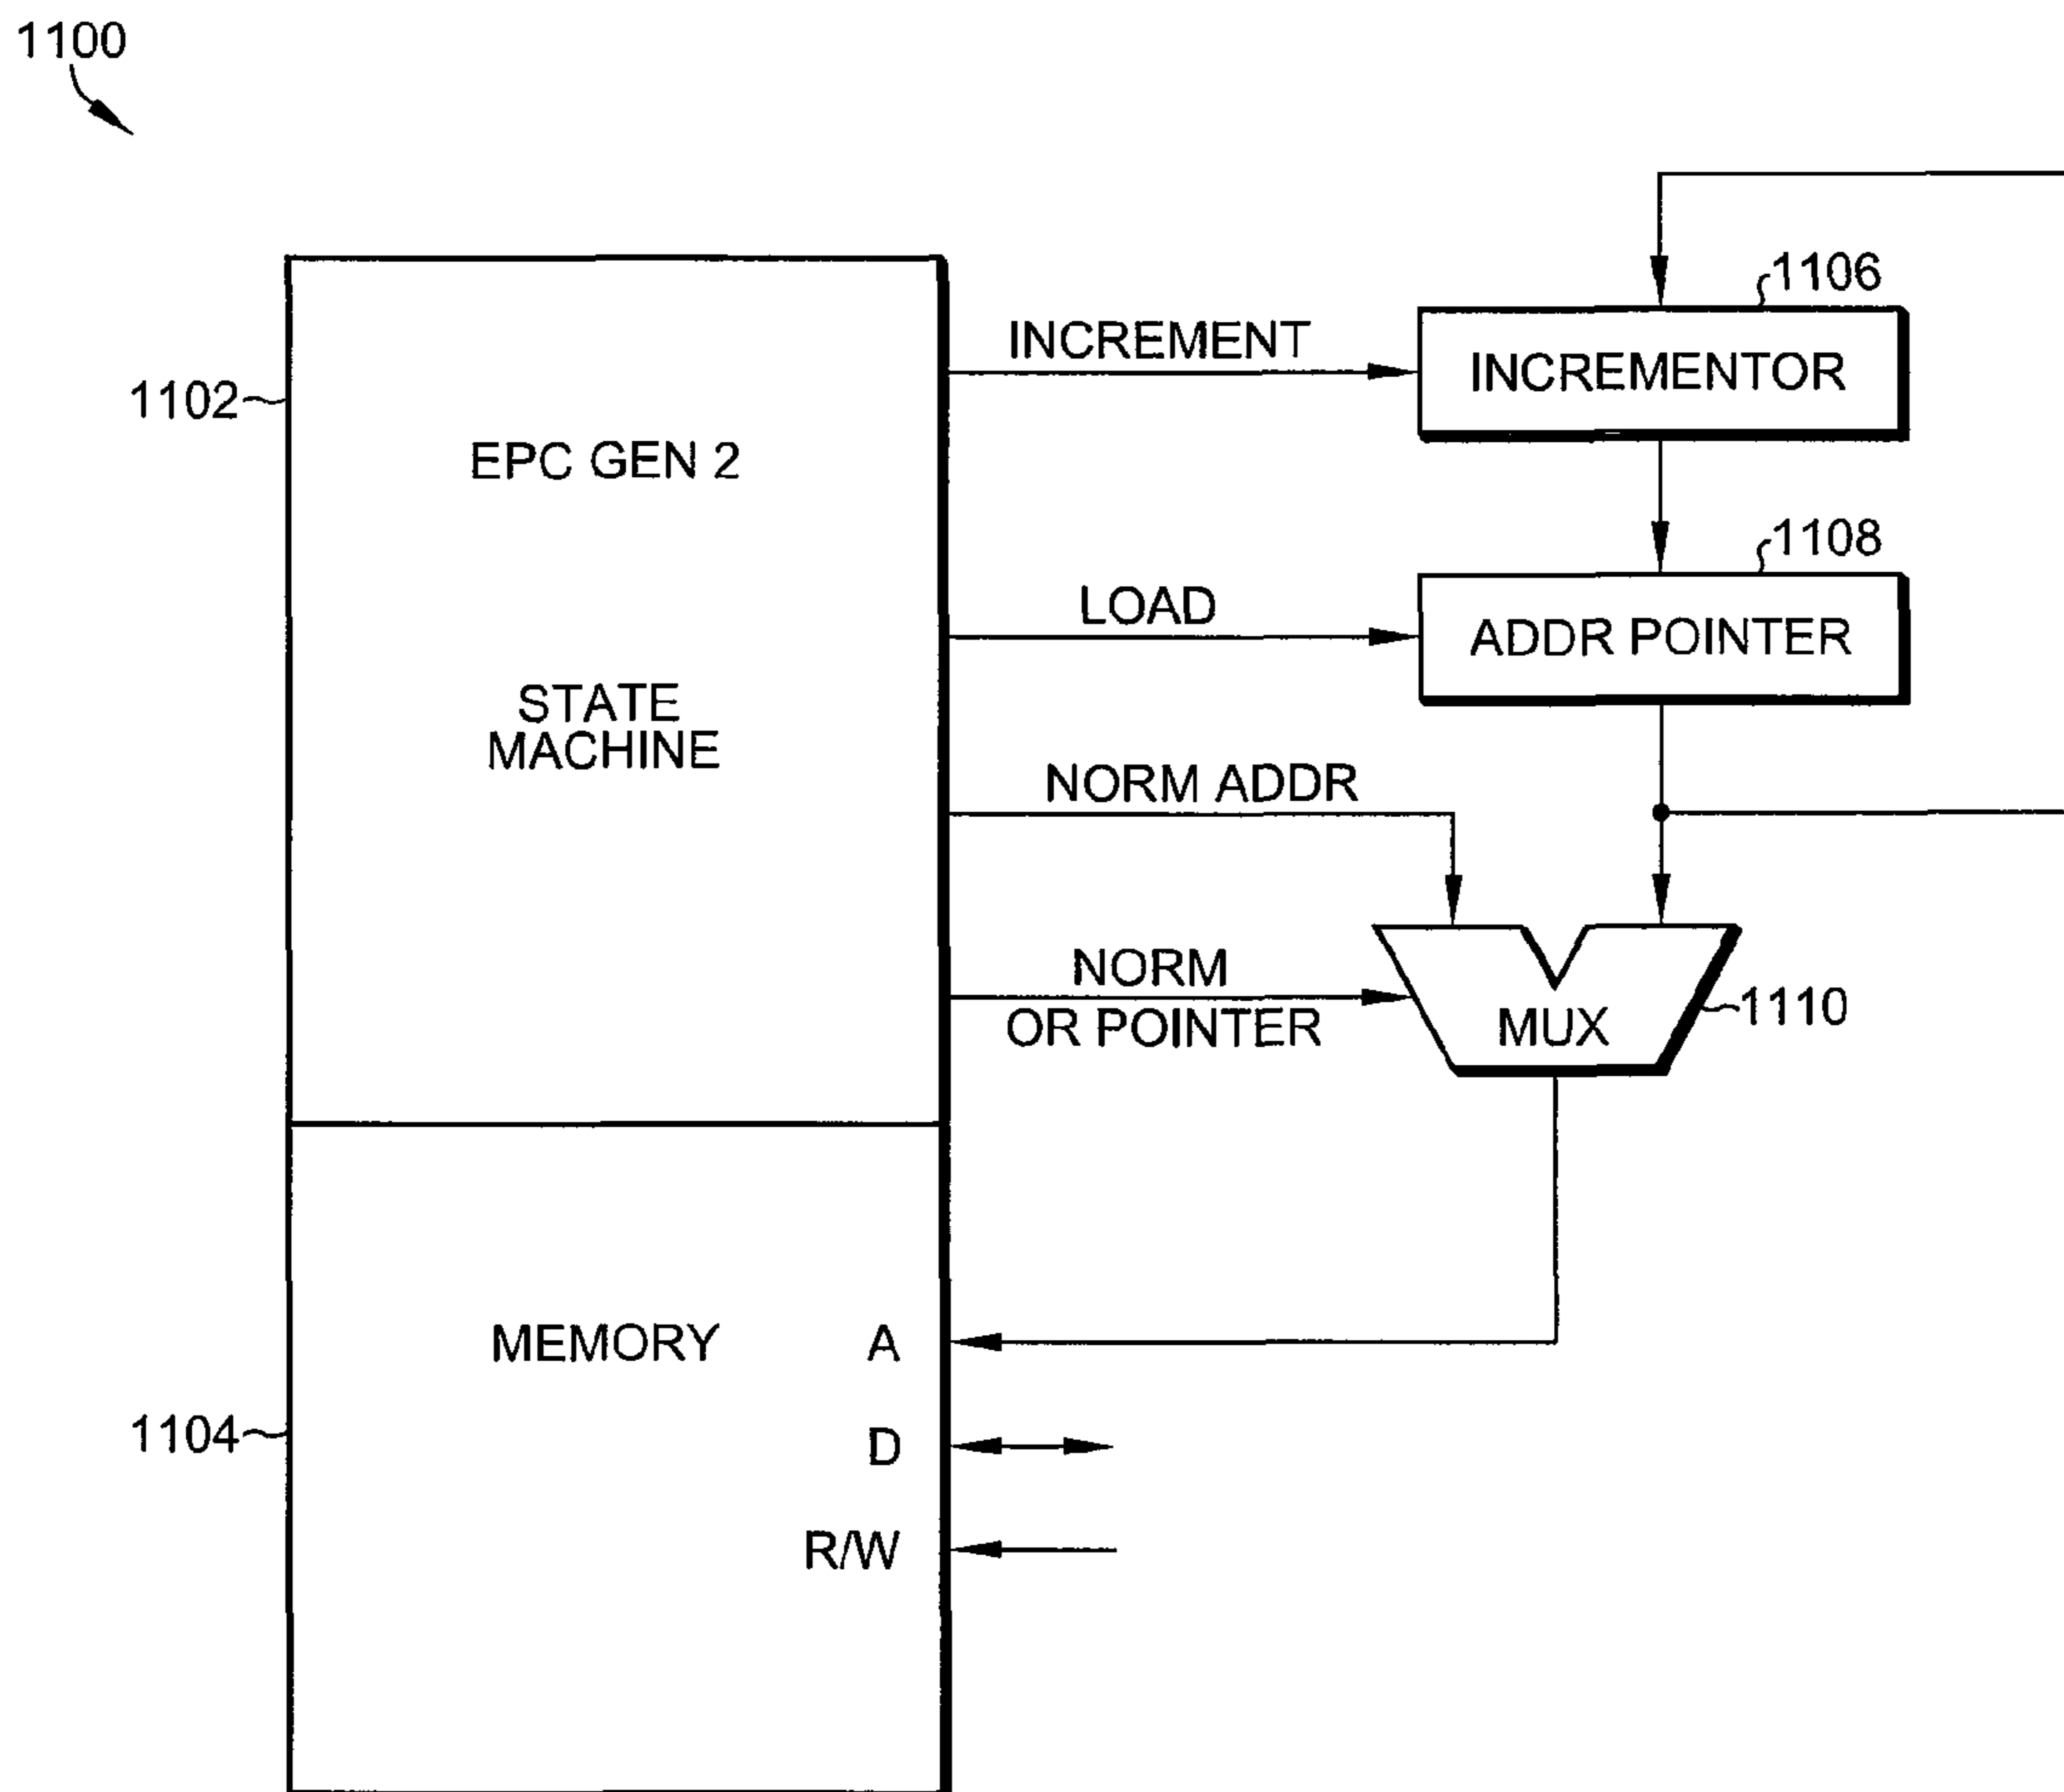 1100
1106
INCREMENT
INCREMENTOR
1102
EPC GEN 2
1108
LOAD
ADDR POINTER
STATE
MACHINE
NORM ADDR
NORM
OR POINTER
MUX
1110
MEMORY
A
1104
D
R/W